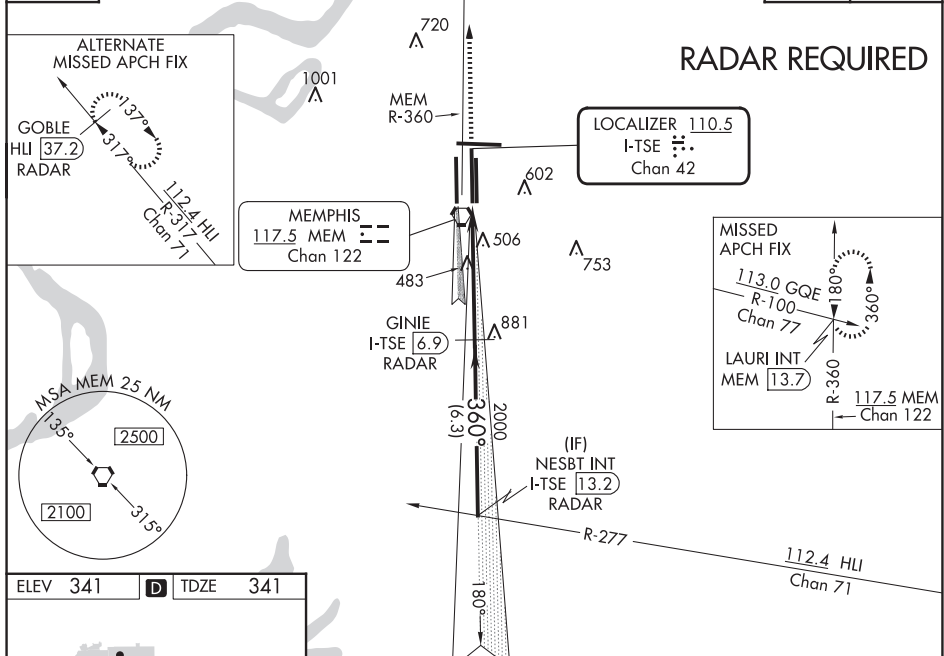 720
RADAR REQUIRED
ALTERNATE
MISSED APCH FIX
137°
317°
GOBLE
HLI 37.2
RADAR
112.4 HLI
R-317
Chan 71
1001
MEM
R-360
LOCALIZER 110.5
I-TSE
Chan 42
602
MEMPHIS
117.5 MEM
Chan 122
506
753
483
GINIE
I-TSE 6.9
RADAR
881
MISSED
APCH FIX
113.0 GQE
R-100
Chan 77
180°
360°
LAURI INT
MEM 13.7
R-360
117.5 MEM
Chan 122
MSA MEM 25 NM
135°
2500
2100
315°
360°
(6.3)
2000
(IF)
NESBT INT
I-TSE 13.2
RADAR
R-277
112.4 HLI
Chan 71
180°
ELEV 341 D TDZE 341